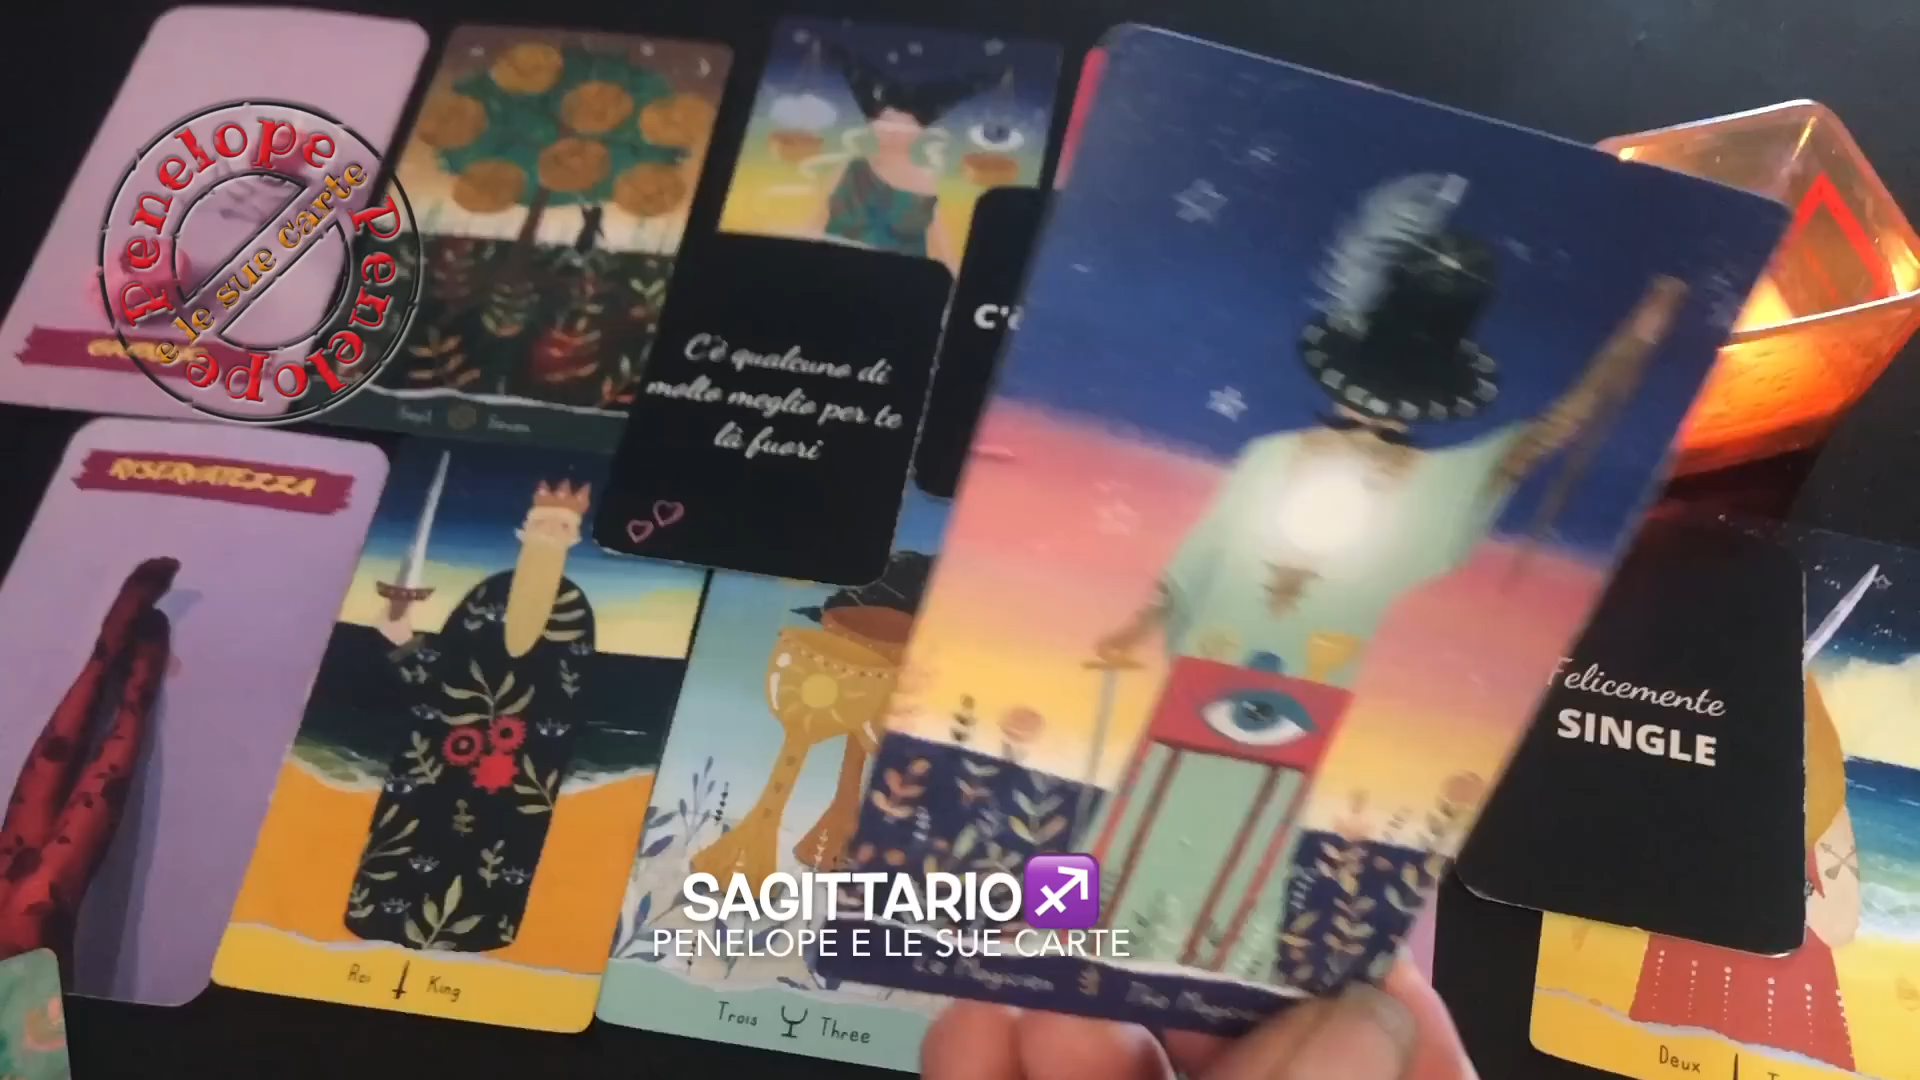 Penelope Penelope
e le sue carte
C'è qualcuno di
molto meglio per te
là fuori
RISERVATEZZA
Felicemente
SINGLE
SAGITTARIO♐
PENELOPE E LE SUE CARTE
Roi King
Trois Three
Deux